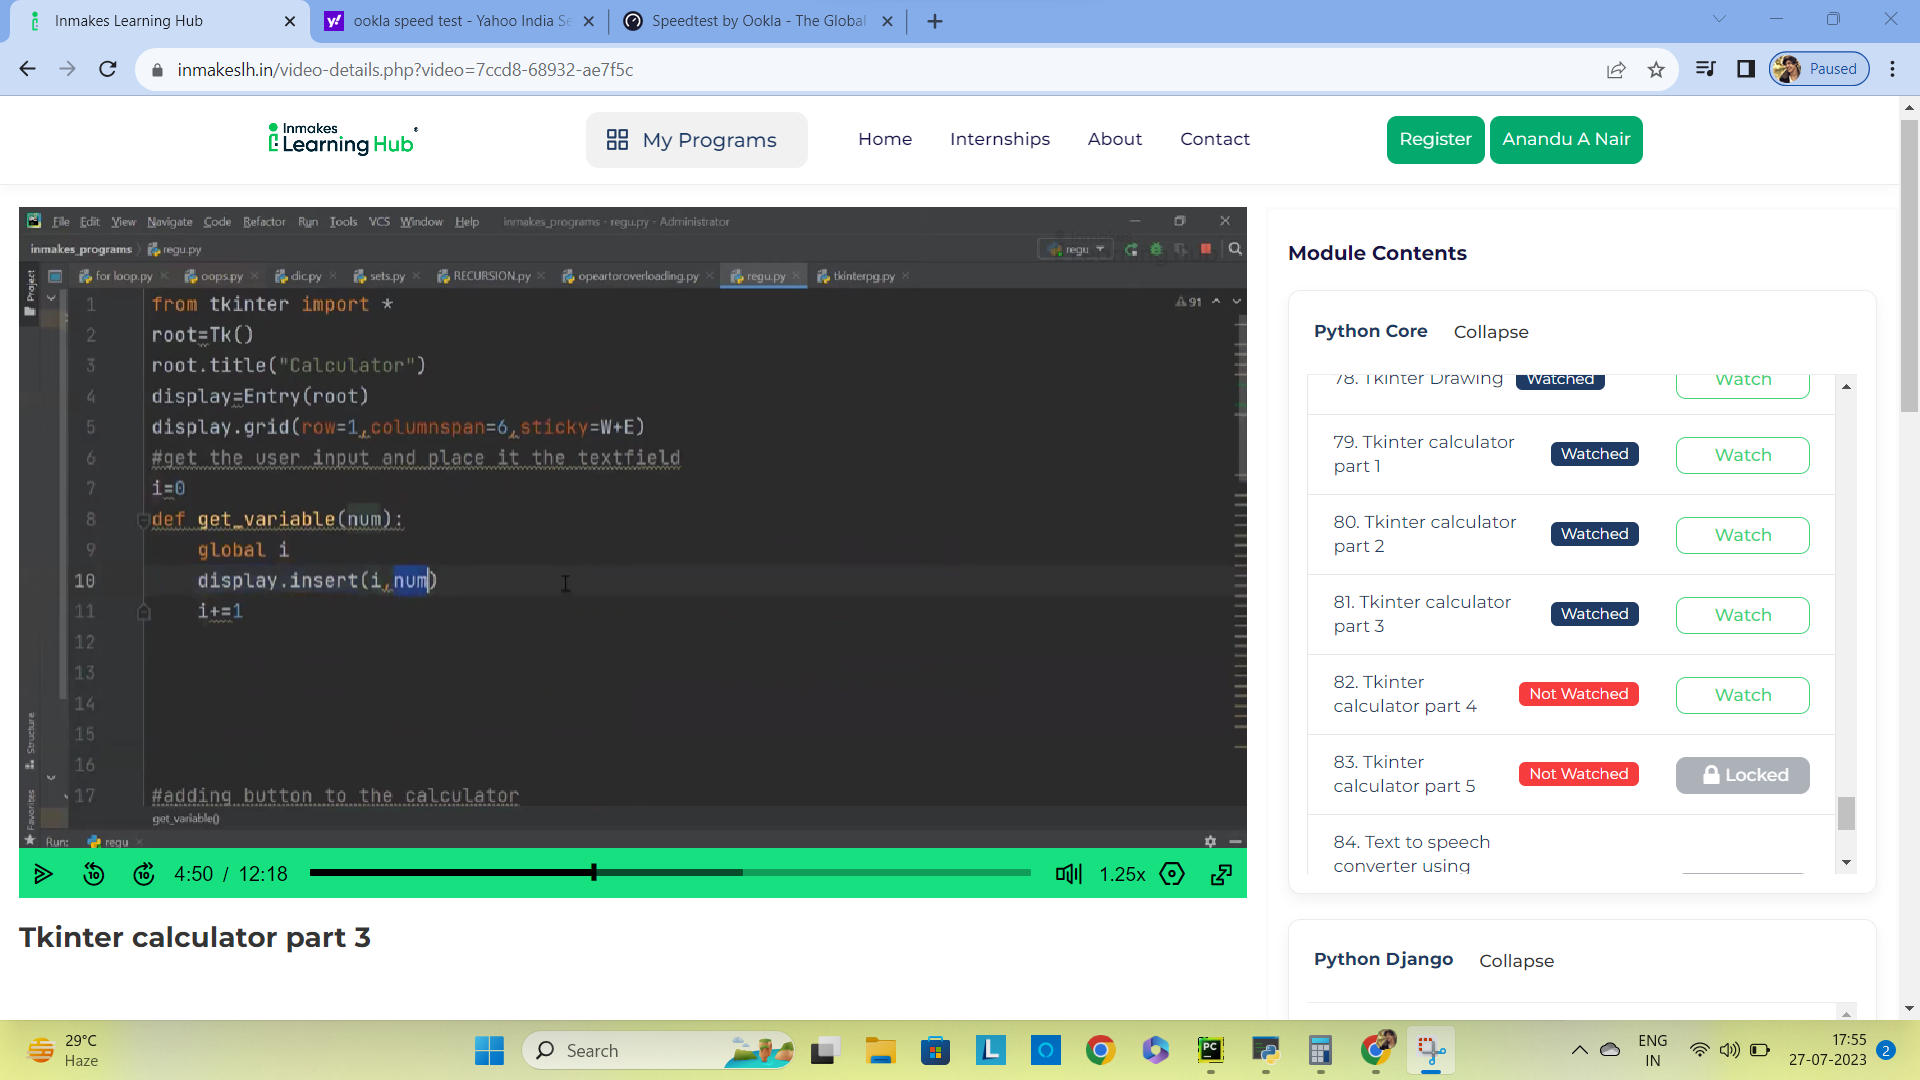 Inmakes Learning Hub
ookla speed test - Yahoo India Se
Speedtest by Ookla - The Global
inmakeslh.in/video-details.php?video=7ccd8-68932-ae7f5c
Paused
Inmakes
Learning Hub
My Programs
Home
Internships
About
Contact
Register
Anandu A Nair
File Edit View Navigate Code Refactor Run Tools VCS Window Help inmakes_programs - regu.py - Administrator
inmakes_programs regu.py
regu
Project
for loop.py
oops.py
dic.py
sets.py
RECURSION.py
opeartoroverloading.py
regu.py
tkinterpg.py
91
1 from tkinter import *
2 root=Tk()
3 root.title("Calculator")
4 display=Entry(root)
5 display.grid(row=1,columnspan=6,sticky=W+E)
6 #get the user input and place it the textfield
7 i=0
8 def get_variable(num):
9 global i
10 display.insert(i,num)
11 i+=1
12
13
14
15
16
17 #adding button to the calculator
get_variable()
Structure
Favorites
Run: regu
10
10
4:50 / 12:18
1.25x
Tkinter calculator part 3
Module Contents
Python Core
Collapse
78. Tkinter Drawing
Watched
Watch
79. Tkinter calculator
part 1
Watched
Watch
80. Tkinter calculator
part 2
Watched
Watch
81. Tkinter calculator
part 3
Watched
Watch
82. Tkinter
calculator part 4
Not Watched
Watch
83. Tkinter
calculator part 5
Not Watched
Locked
84. Text to speech
converter using
Python Django
Collapse
29°C
Haze
Search
L
PC
ENG
IN
17:55
27-07-2023
2